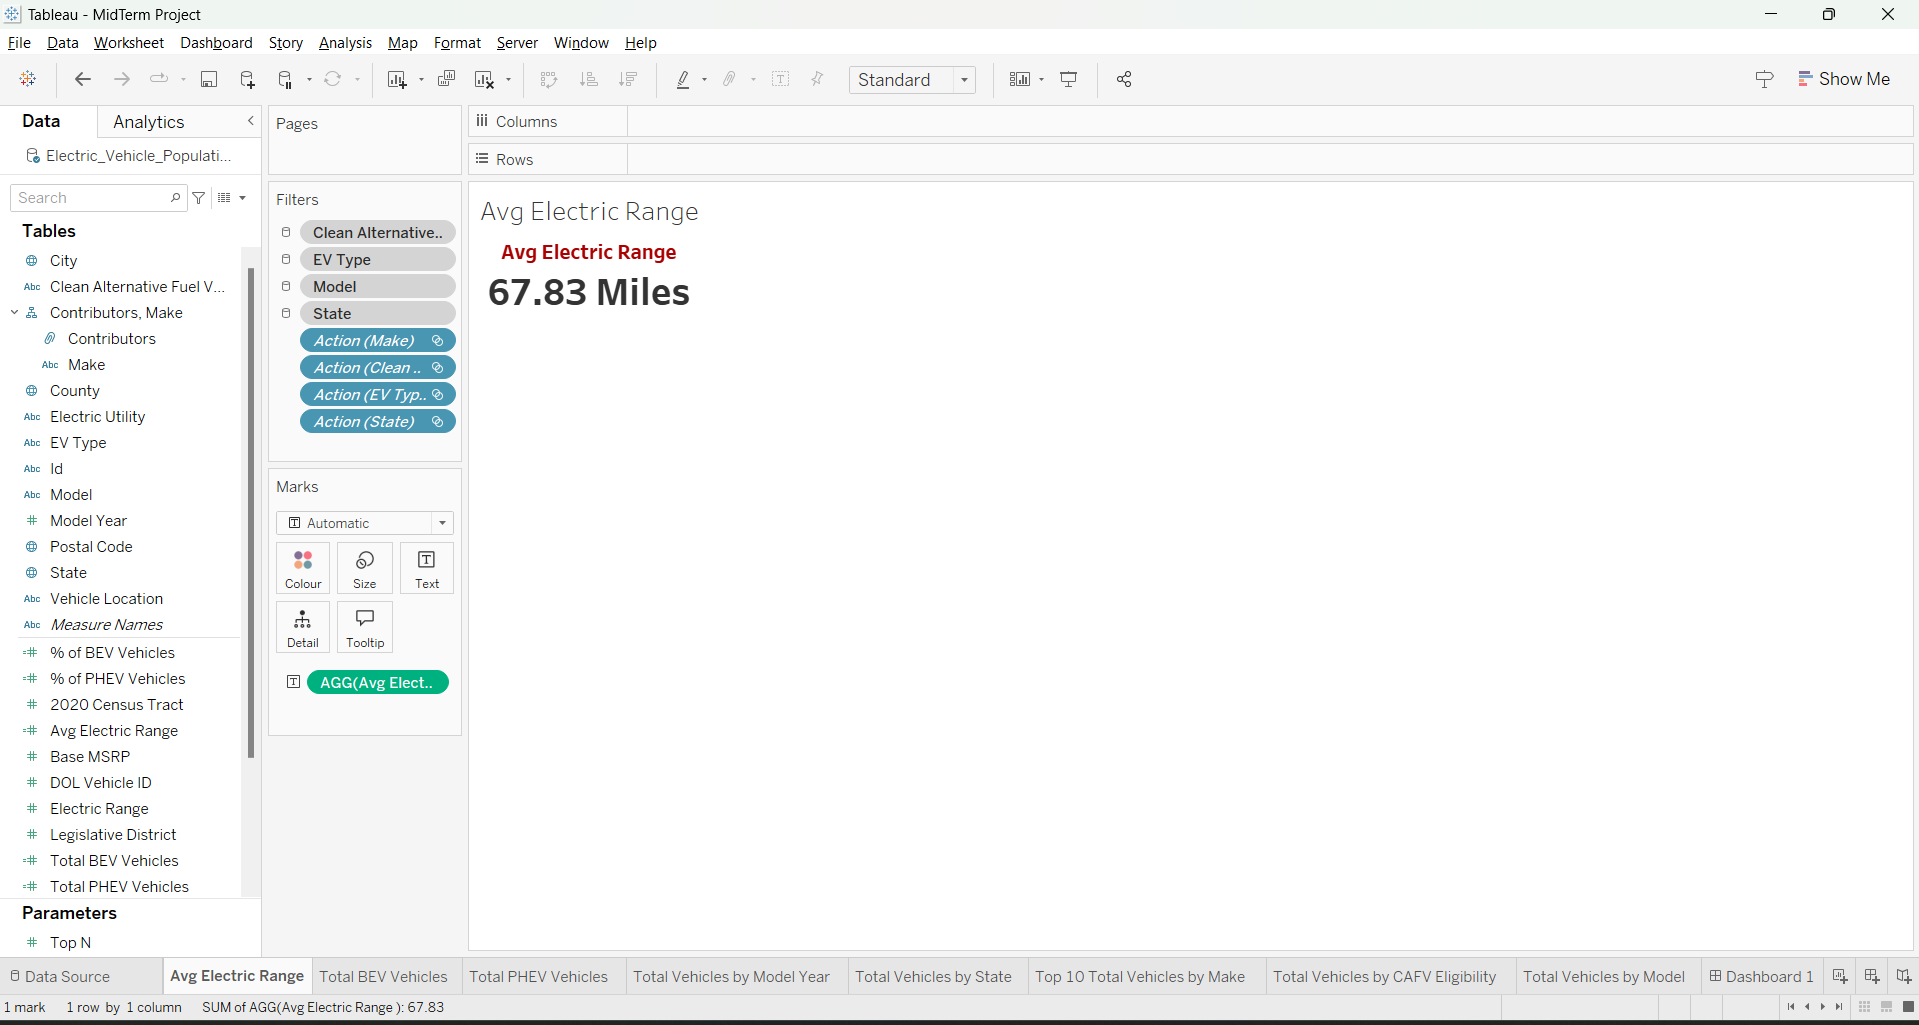 Tableau - MidTerm Project
File Data Worksheet Dashboard Story Analysis Map Format Server Window Help
Standard
Show Me
Data Analytics
Electric_Vehicle_Populati...
Search
Tables
City
Abc Clean Alternative Fuel V...
Contributors, Make
Contributors
Abc Make
County
Abc Electric Utility
Abc EV Type
Abc Id
Abc Model
# Model Year
Postal Code
State
Abc Vehicle Location
Abc Measure Names
=# % of BEV Vehicles
=# % of PHEV Vehicles
# 2020 Census Tract
=# Avg Electric Range
# Base MSRP
# DOL Vehicle ID
# Electric Range
# Legislative District
=# Total BEV Vehicles
=# Total PHEV Vehicles
Parameters
# Top N
Pages
Filters
Clean Alternative..
EV Type
Model
State
Action (Make)
Action (Clean ..
Action (EV Typ..
Action (State)
Marks
T Automatic
Colour Size T Text
Detail Tooltip
T AGG(Avg Elect..
Columns
Rows
Avg Electric Range
Avg Electric Range
67.83 Miles
Data Source Avg Electric Range Total BEV Vehicles Total PHEV Vehicles Total Vehicles by Model Year Total Vehicles by State Top 10 Total Vehicles by Make Total Vehicles by CAFV Eligibility Total Vehicles by Model Dashboard 1
1 mark 1 row by 1 column SUM of AGG(Avg Electric Range ): 67.83